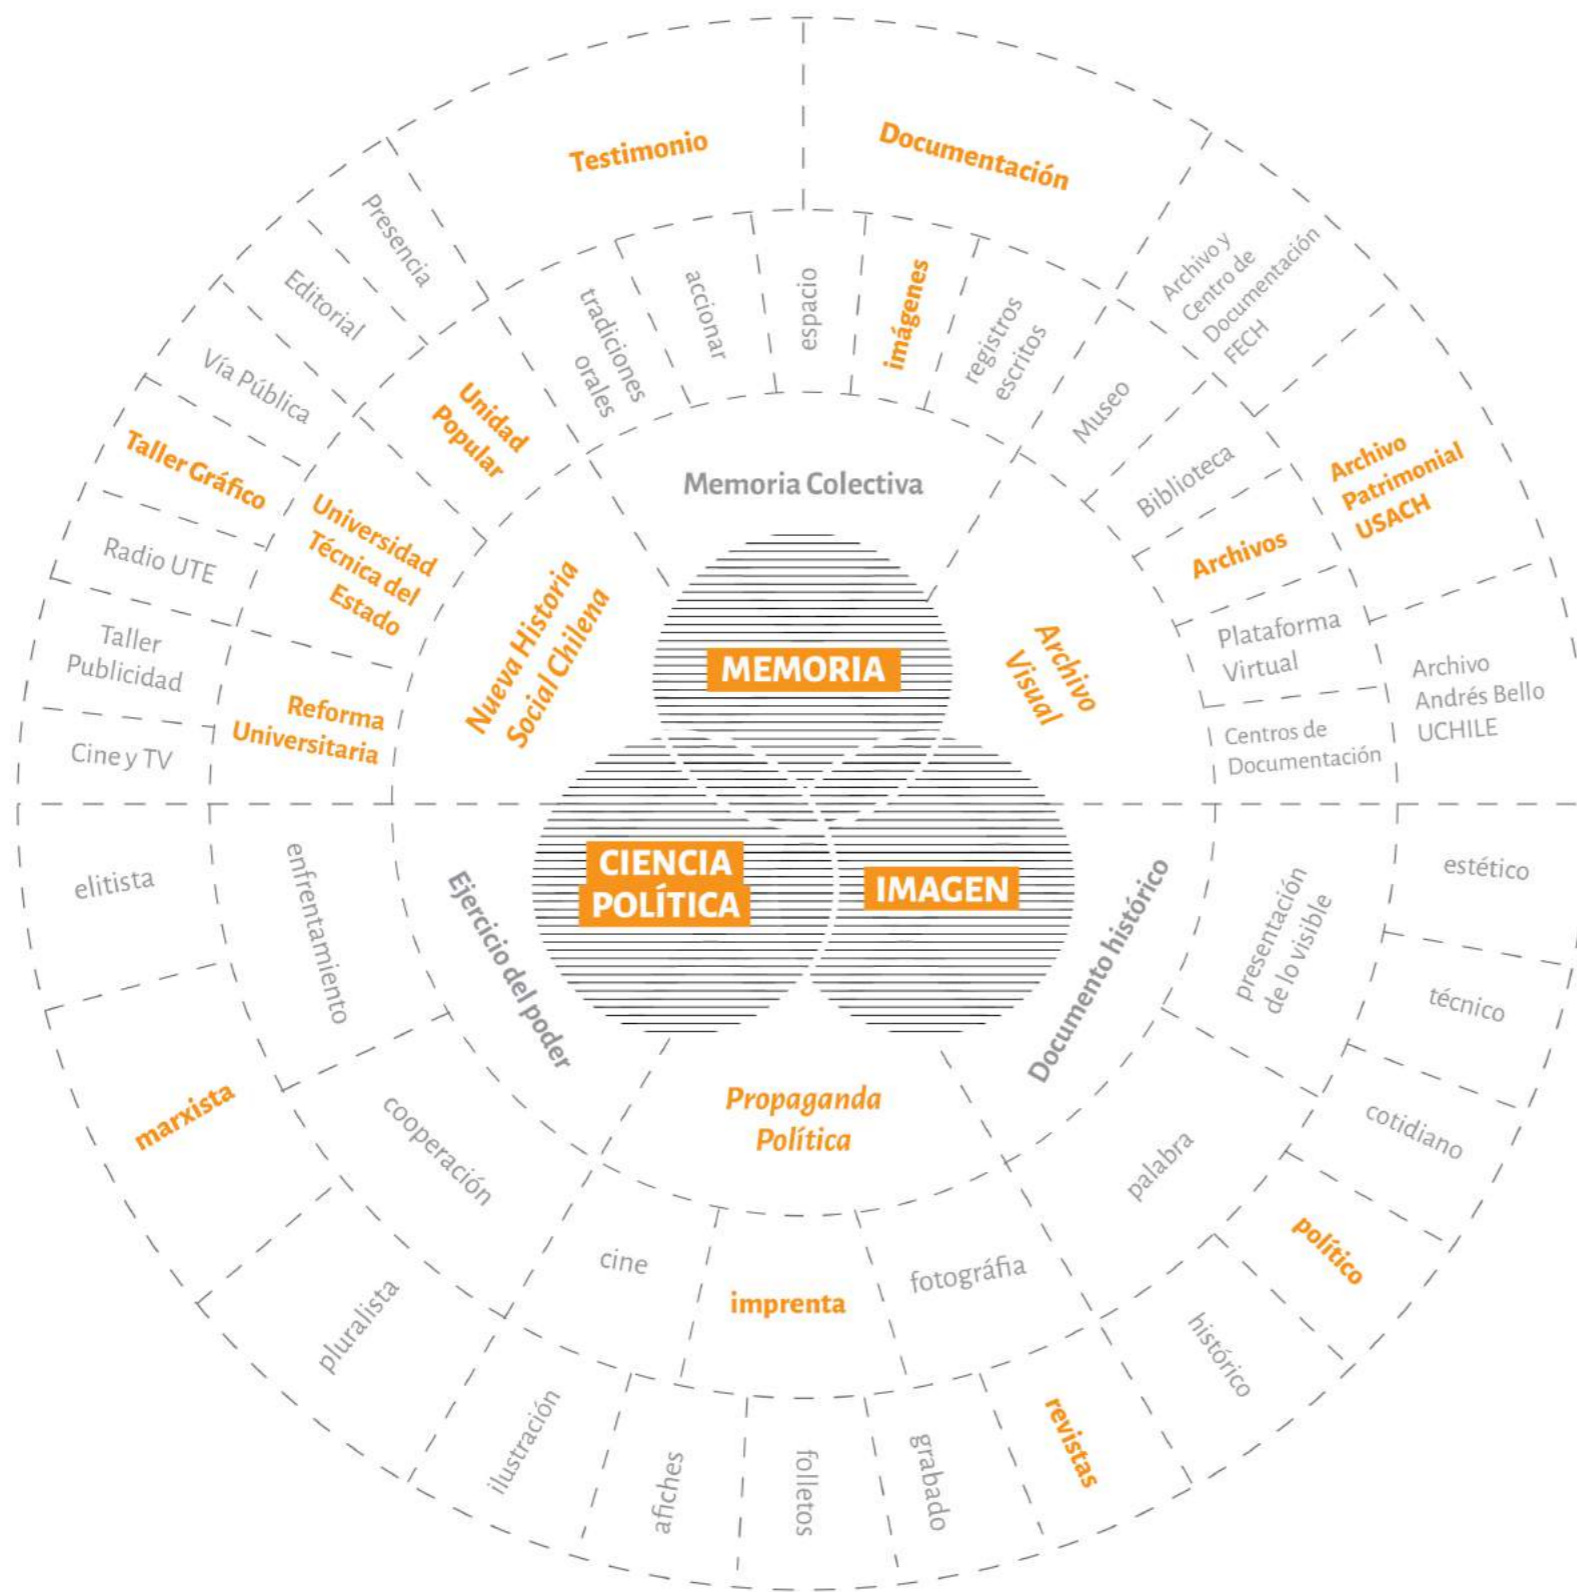 Testimonio
Documentación
Presencia
Editorial
Vía Pública
Taller Gráfico
Radio UTE
Taller
Publicidad
Cine y TV
Unidad
Popular
Universidad
Técnica del
Estado
Reforma
Universitaria
tradiciones
orales
accionar
espacio
imágenes
registros
escritos
Museo
Biblioteca
Archivos
Plataforma
Virtual
Centros de
Documentación
Archivo y
Centro de
Documentación
FECH
Archivo
Patrimonial
USACH
Archivo
Andrés Bello
UCHILE
Memoria Colectiva
Nueva Historia
Social Chilena
Archivo
Visual
MEMORIA
CIENCIA
POLÍTICA
IMAGEN
Ejercicio del poder
Documento histórico
Propaganda
Política
elitista
marxista
pluralista
enfrentamiento
cooperación
cine
imprenta
fotográfia
ilustración
afiches
folletos
grabado
revistas
presentación
de lo visible
palabra
estético
técnico
cotidiano
político
histórico